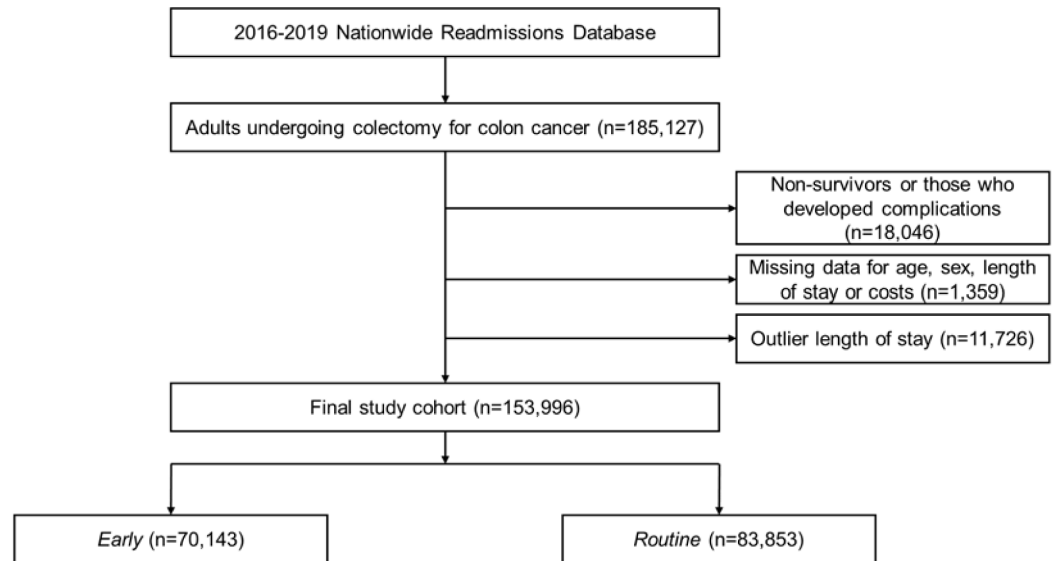 2016-2019 Nationwide Readmissions Database
Adults undergoing colectomy for colon cancer (n=185,127)
Non-survivors or those who
developed complications
(n=18,046)
Missing data for age, sex, length
of stay or costs (n=1,359)
Outlier length of stay (n=11,726)
Final study cohort (n=153,996)
Early (n=70,143)
Routine (n=83,853)